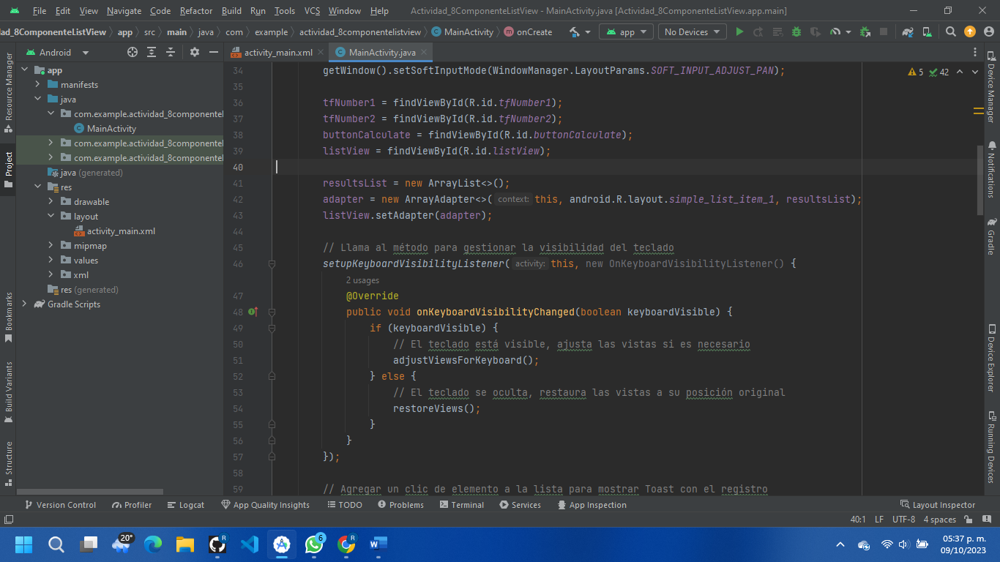 File Edit View Navigate Code Refactor Build Run Tools VCS Window Help Actividad_8ComponenteListView - MainActivity.java [Actividad_8ComponenteListView.app.main]
ad_8ComponenteListView app src main java com example actividad_8componentelistview MainActivity onCreate app No Devices
Android
activity_main.xml
MainActivity.java
Resource Manager
Project
Bookmarks
Build Variants
Structure
app
manifests
java
com.example.actividad_8componentel
MainActivity
com.example.actividad_8componentel
com.example.actividad_8componentel
java (generated)
res
drawable
layout
activity_main.xml
mipmap
values
xml
res (generated)
Gradle Scripts
5 42
34 getWindow().setSoftInputMode(WindowManager.LayoutParams.SOFT_INPUT_ADJUST_PAN);
35
36 tfNumber1 = findViewById(R.id.tfNumber1);
37 tfNumber2 = findViewById(R.id.tfNumber2);
38 buttonCalculate = findViewById(R.id.buttonCalculate);
39 listView = findViewById(R.id.listView);
40
41 resultsList = new ArrayList<>();
42 adapter = new ArrayAdapter<>( context: this, android.R.layout.simple_list_item_1, resultsList);
43 listView.setAdapter(adapter);
44
45 // Llama al método para gestionar la visibilidad del teclado
46 setupKeyboardVisibilityListener( activity: this, new OnKeyboardVisibilityListener() {
2 usages
47 @Override
48 public void onKeyboardVisibilityChanged(boolean keyboardVisible) {
49 if (keyboardVisible) {
50 // El teclado está visible, ajusta las vistas si es necesario
51 adjustViewsForKeyboard();
52 } else {
53 // El teclado se oculta, restaura las vistas a su posición original
54 restoreViews();
55 }
56 }
57 });
58
59 // Agregar un clic de elemento a la lista para mostrar Toast con el registro
Device Manager
Notifications
Gradle
Device Explorer
Running Devices
Version Control Profiler Logcat App Quality Insights TODO Problems Terminal Services App Inspection Layout Inspector
40:1 LF UTF-8 4 spaces
20° R 6 R
05:37 p. m.
09/10/2023